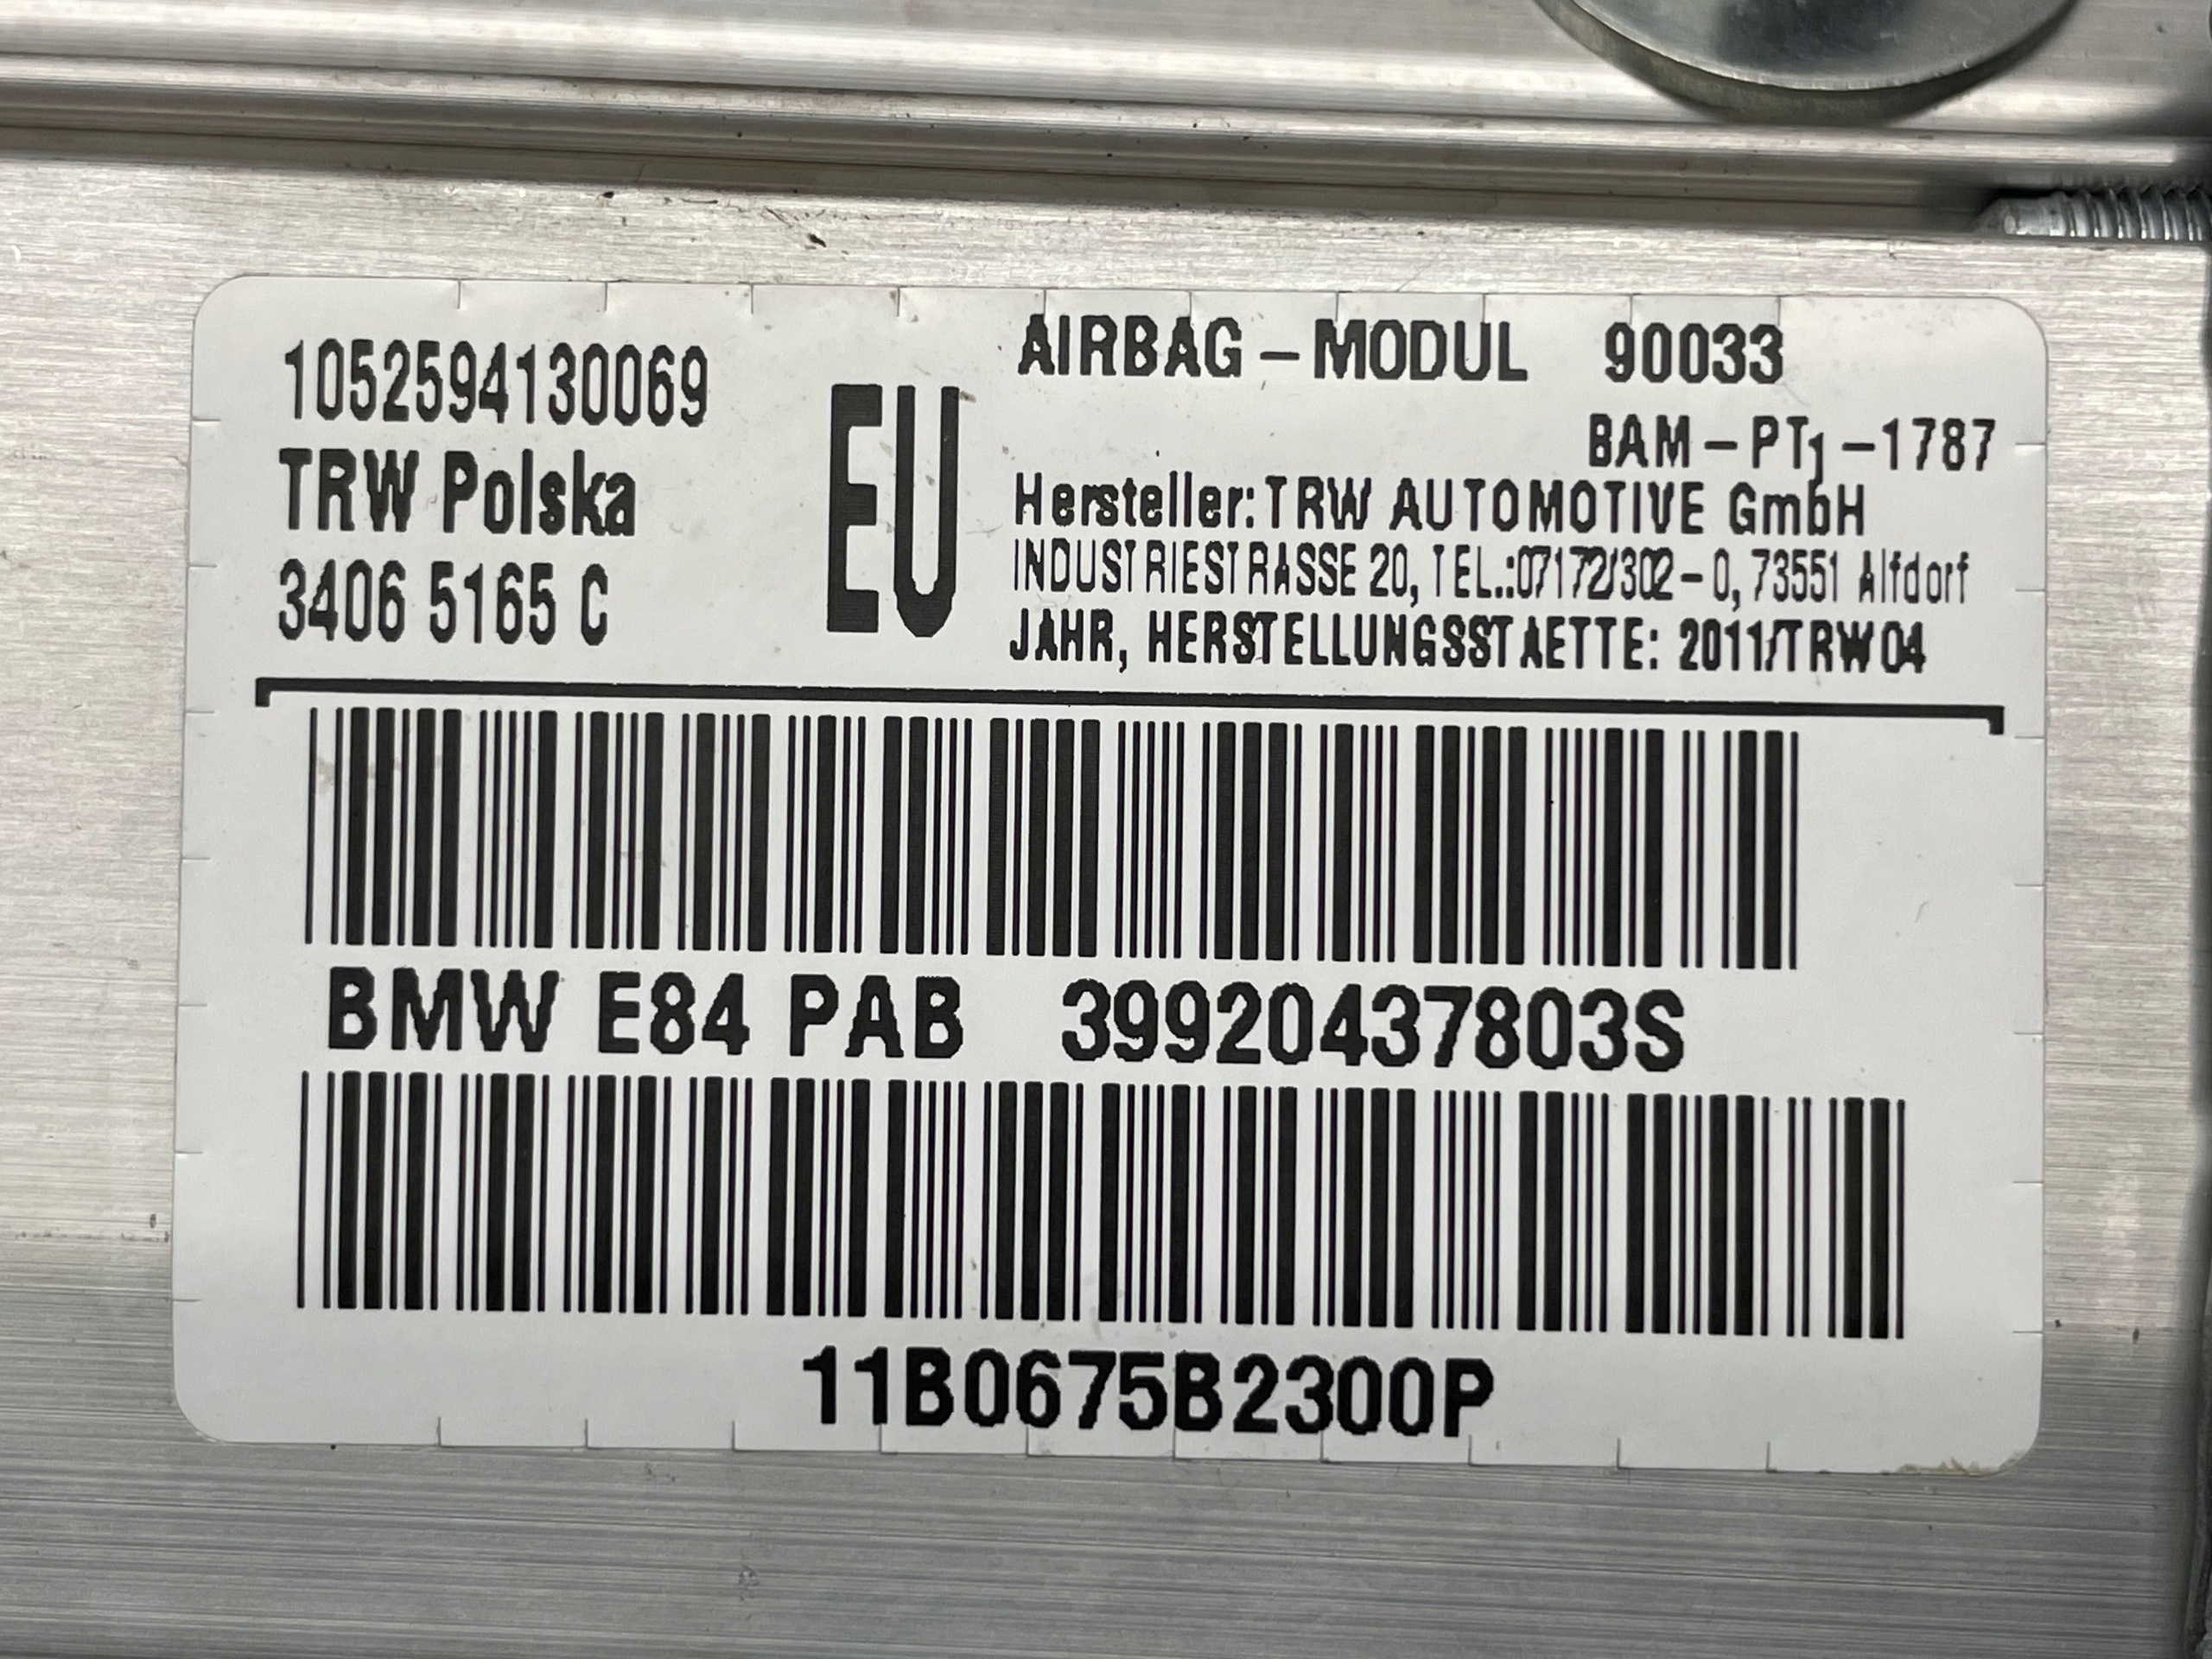 1052594130069
TRW Polska
3406 5165 C
EU
AIRBAG – MODUL 90033
BAM – PT1 – 1787
Hersteller: TRW AUTOMOTIVE GmbH
INDUSTRIESTRASSE 20, TEL.:07172/302 – 0, 73551 Alfdorf
JAHR, HERSTELLUNGSSTAETTE: 2011/TRW04
BMW E84 PAB 39920437803S
11B0675B2300P